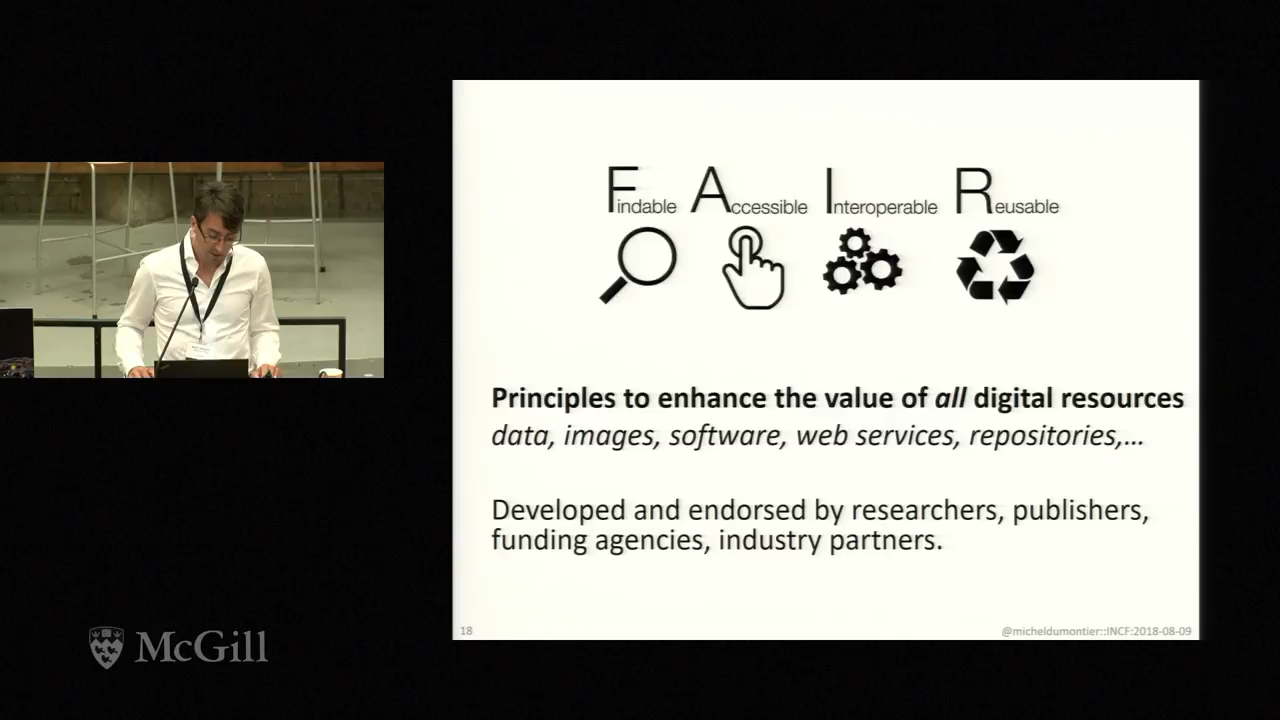 Findable Accessible Interoperable Reusable
Principles to enhance the value of all digital resources
data, images, software, web services, repositories,...
Developed and endorsed by researchers, publishers,
funding agencies, industry partners.
18
@micheldumontier::INCF:2018-08-09
McGill